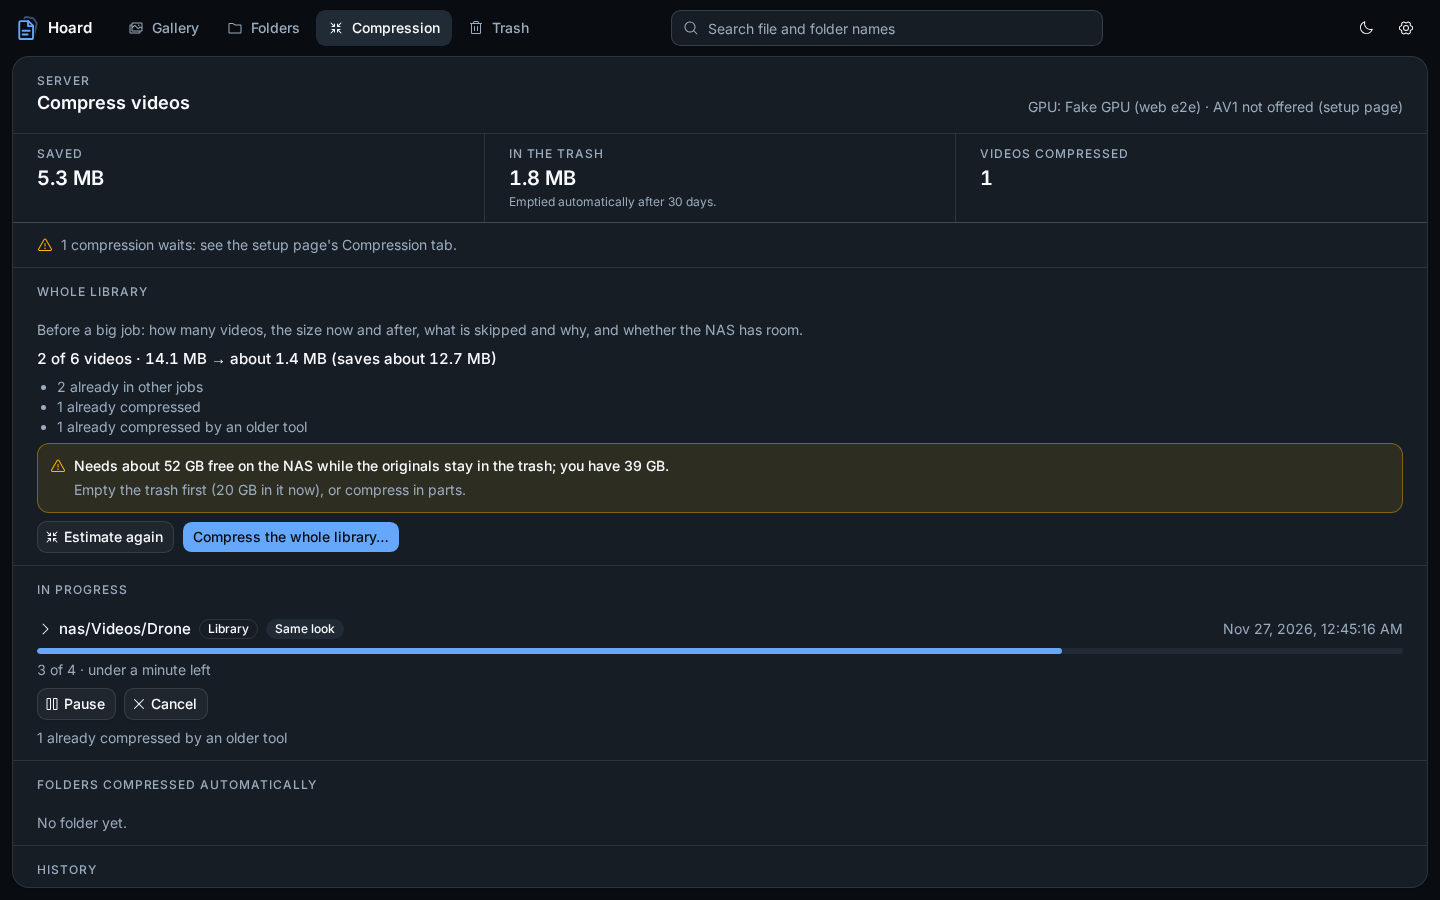 Hoard
Gallery
Folders
Compression
Trash
Search file and folder names
SERVER
Compress videos
GPU: Fake GPU (web e2e) · AV1 not offered (setup page)
SAVED
5.3 MB
IN THE TRASH
1.8 MB
Emptied automatically after 30 days.
VIDEOS COMPRESSED
1
1 compression waits: see the setup page's Compression tab.
WHOLE LIBRARY
Before a big job: how many videos, the size now and after, what is skipped and why, and whether the NAS has room.
2 of 6 videos · 14.1 MB → about 1.4 MB (saves about 12.7 MB)
• 2 already in other jobs
• 1 already compressed
• 1 already compressed by an older tool
Needs about 52 GB free on the NAS while the originals stay in the trash; you have 39 GB.
Empty the trash first (20 GB in it now), or compress in parts.
Estimate again
Compress the whole library...
IN PROGRESS
nas/Videos/Drone Library Same look
Nov 27, 2026, 12:45:16 AM
3 of 4 · under a minute left
Pause
Cancel
1 already compressed by an older tool
FOLDERS COMPRESSED AUTOMATICALLY
No folder yet.
HISTORY